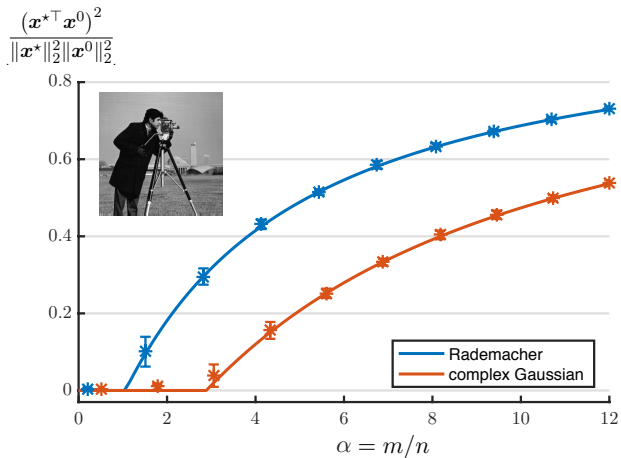 (x⋆⊤x⁰)²
‖x⋆‖₂²‖x⁰‖₂²
0.8
0.6
0.4
0.2
0
0 2 4 6 8 10 12
α = m/n
Rademacher
complex Gaussian